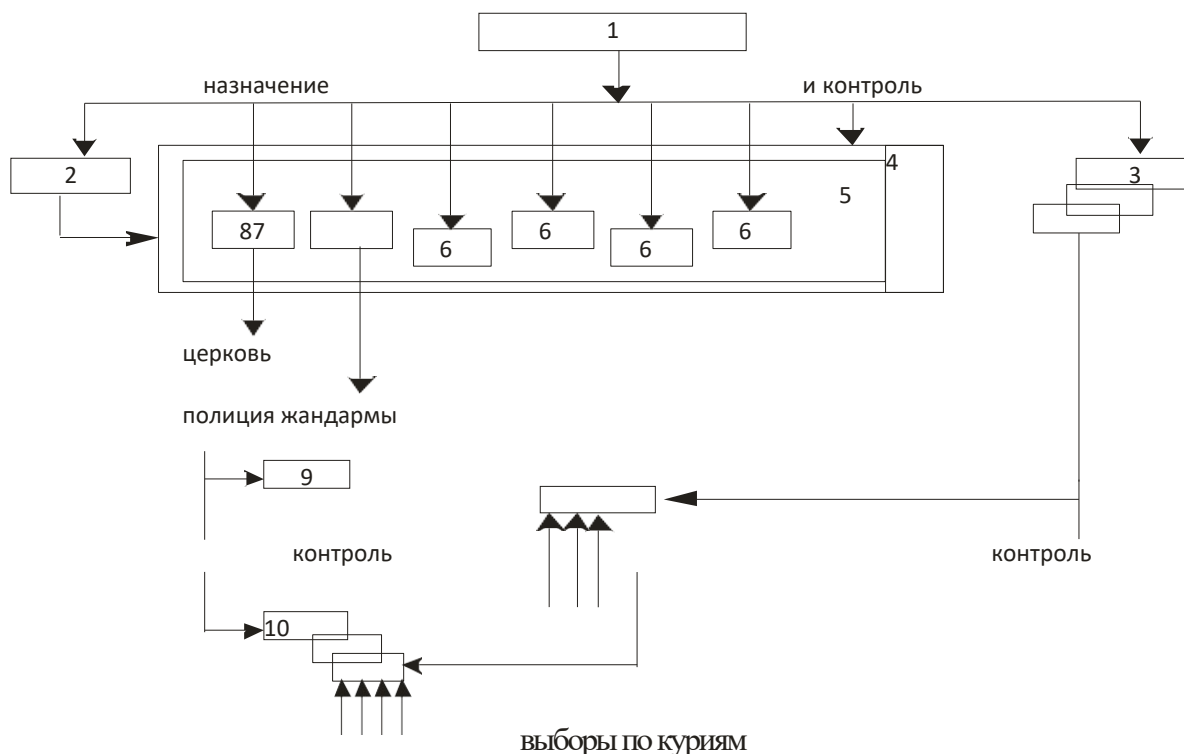 1
назначение и контроль
2
4
3
5
87
6
6
6
6
церковь
полиция жандармы
9
контроль
контроль
10
выборы по куриям